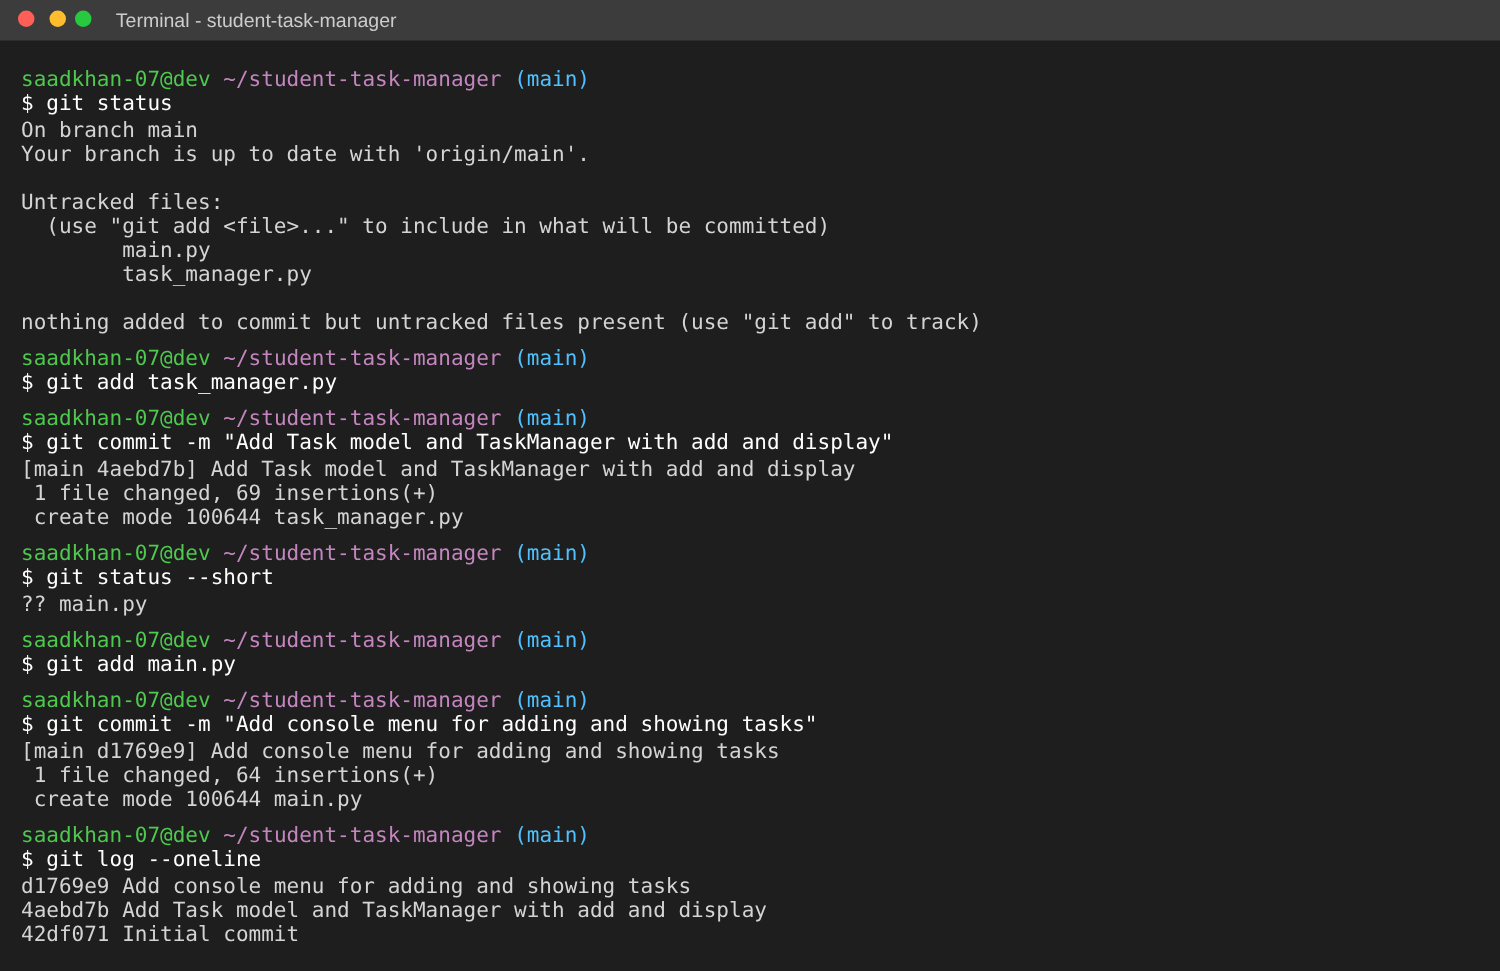 Terminal - student-task-manager
saadkhan-07@dev ~/student-task-manager (main)
$ git status
On branch main
Your branch is up to date with 'origin/main'.
Untracked files:
  (use "git add <file>..." to include in what will be committed)
        main.py
        task_manager.py
nothing added to commit but untracked files present (use "git add" to track)
saadkhan-07@dev ~/student-task-manager (main)
$ git add task_manager.py
saadkhan-07@dev ~/student-task-manager (main)
$ git commit -m "Add Task model and TaskManager with add and display"
[main 4aebd7b] Add Task model and TaskManager with add and display
 1 file changed, 69 insertions(+)
 create mode 100644 task_manager.py
saadkhan-07@dev ~/student-task-manager (main)
$ git status --short
?? main.py
saadkhan-07@dev ~/student-task-manager (main)
$ git add main.py
saadkhan-07@dev ~/student-task-manager (main)
$ git commit -m "Add console menu for adding and showing tasks"
[main d1769e9] Add console menu for adding and showing tasks
 1 file changed, 64 insertions(+)
 create mode 100644 main.py
saadkhan-07@dev ~/student-task-manager (main)
$ git log --oneline
d1769e9 Add console menu for adding and showing tasks
4aebd7b Add Task model and TaskManager with add and display
42df071 Initial commit